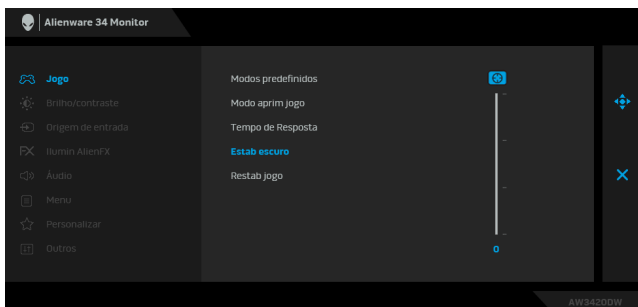 Alienware 34 Monitor
Jogo
Brilho/contraste
Origem de entrada
Ilumin AlienFX
Áudio
Menu
Personalizar
Outros
Modos predefinidos
Modo aprim jogo
Tempo de Resposta
Estab escuro
Restab jogo
0
AW3420DW